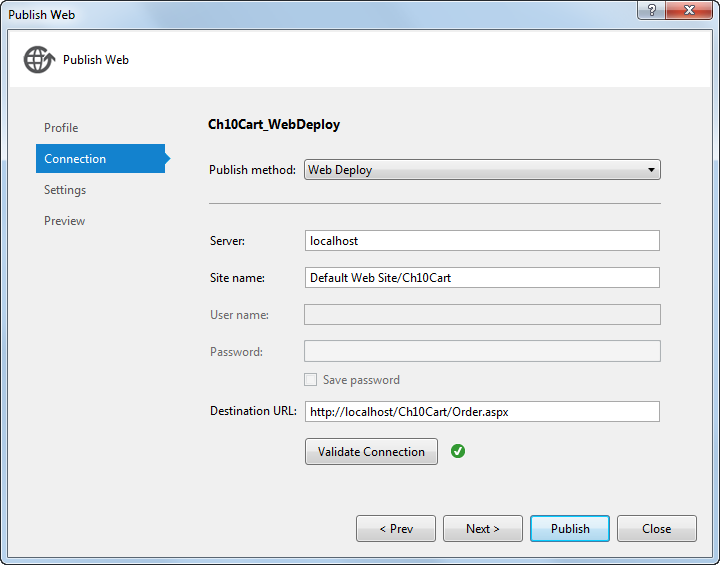 Publish Web
?
Publish Web
Profile
Connection
Settings
Preview
Ch10Cart_WebDeploy
Publish method: Web Deploy
Server: localhost
Site name: Default Web Site/Ch10Cart
User name:
Password:
Save password
Destination URL: http://localhost/Ch10Cart/Order.aspx
Validate Connection
< Prev Next > Publish Close